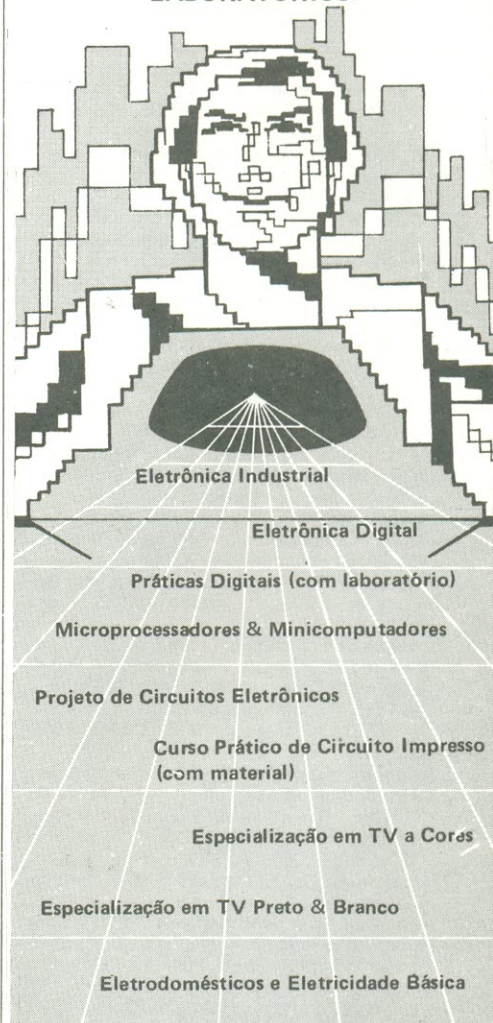 Eletrônica Industrial
Eletrônica Digital
Práticas Digitais (com laboratório)
Microprocessadores & Minicomputadores
Projeto de Circuitos Eletrônicos
Curso Prático de Circuito Impresso
(com material)
Especialização em TV a Cores
Especialização em TV Preto & Branco
Eletrodomésticos e Eletricidade Básica